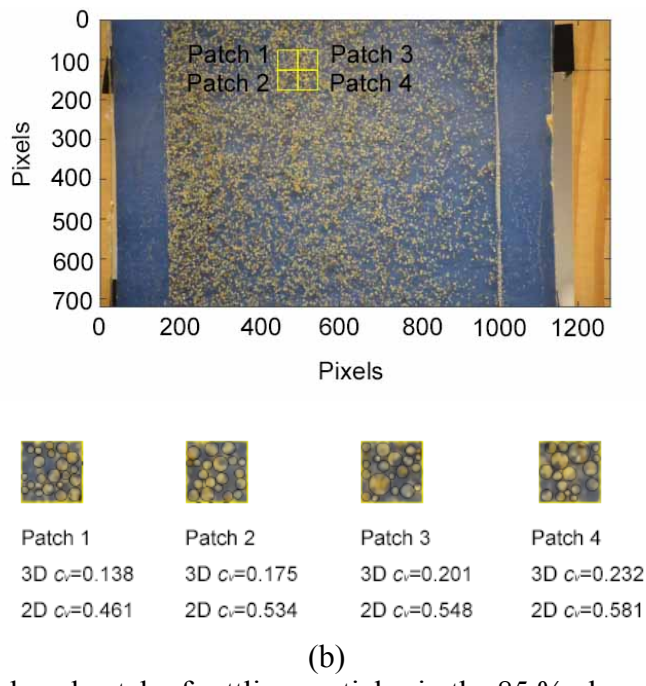 0
100
200
300
400
500
600
700
Pixels
Patch 1 Patch 3
Patch 2 Patch 4
0 200 400 600 800 1000 1200
Pixels
Patch 1 Patch 2 Patch 3 Patch 4
3D cv=0.138 3D cv=0.175 3D cv=0.201 3D cv=0.232
2D cv=0.461 2D cv=0.534 2D cv=0.548 2D cv=0.581
(b)